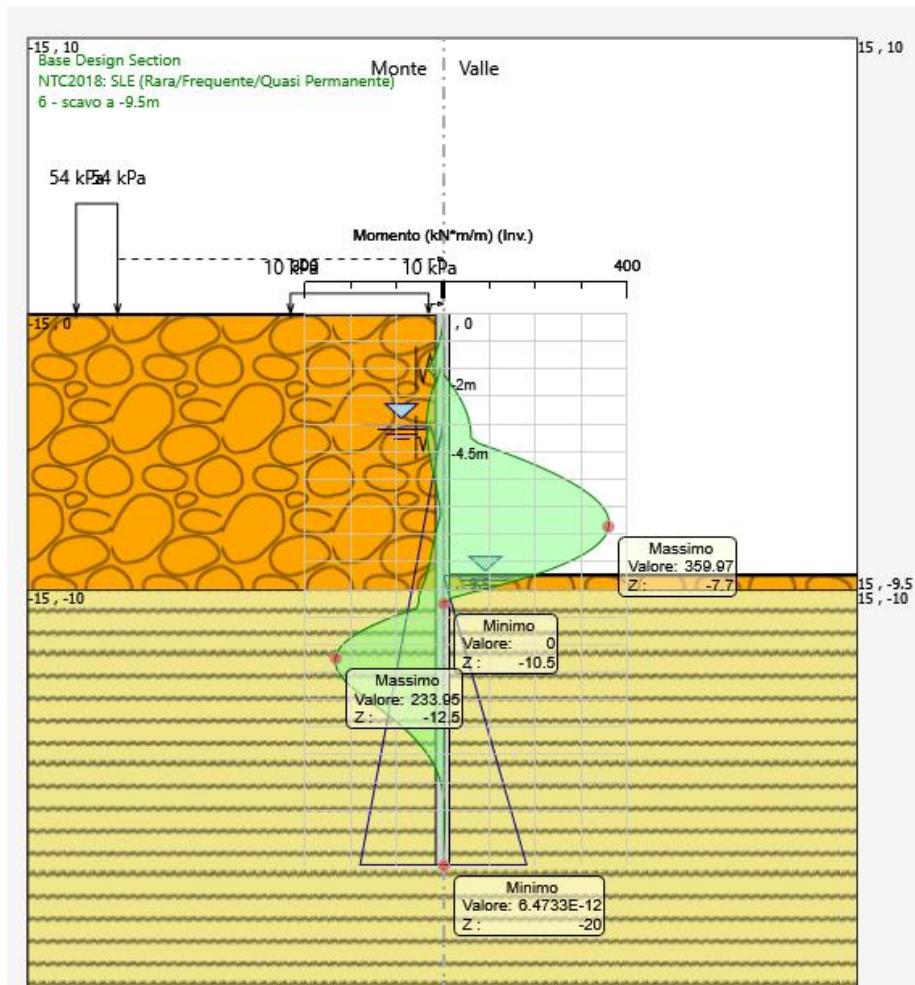 -15 , 10
15 , 10
Base Design Section
NTC2018: SLE (Rara/Frequente/Quasi Permanente)
6 - scavo a -9.5m
Monte
Valle
54 kPa
54 kPa
Momento (kN*m/m) (Inv.)
10 kPa
10 kPa
400
-15 , 0
, 0
-2m
-4.5m
Massimo
Valore: 359.97
Z : -7.7
15 , -9.5
-15 , -10
15 , -10
Minimo
Valore: 0
Z : -10.5
Massimo
Valore: 233.95
Z : -12.5
Minimo
Valore: 6.4733E-12
Z : -20